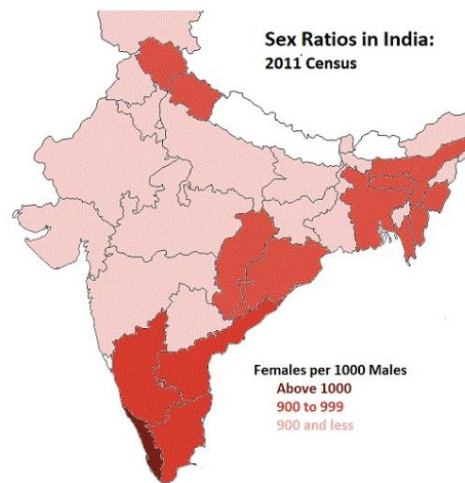 Sex Ratios in India:
2011 Census
Females per 1000 Males
Above 1000
900 to 999
900 and less